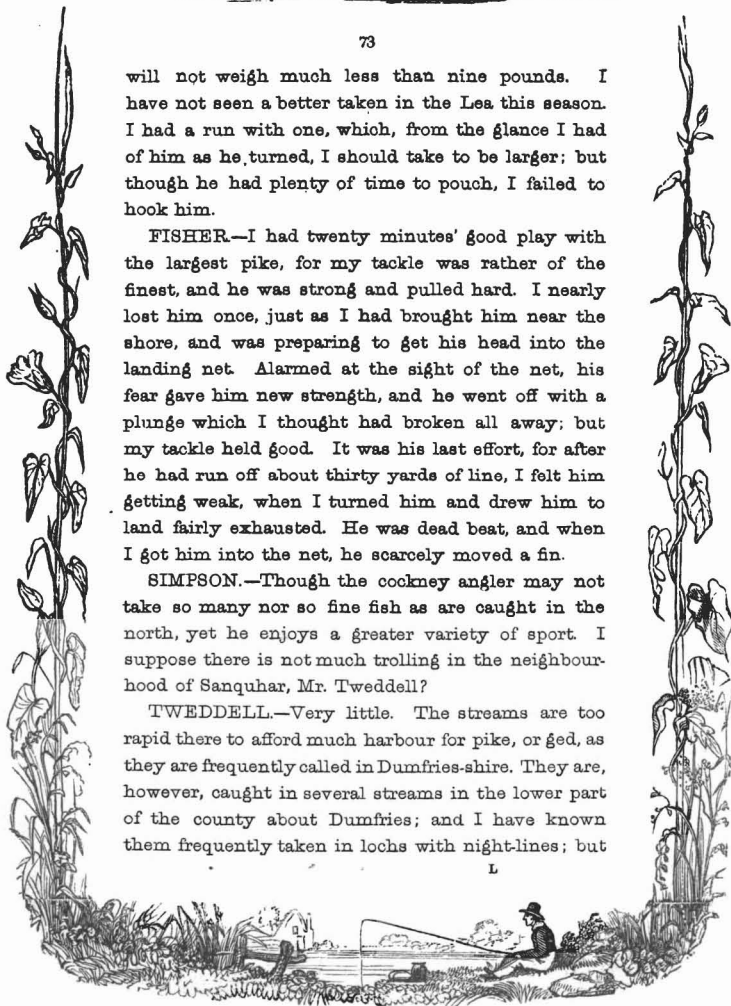 73
will not weigh much less than nine pounds. I
have not seen a better taken in the Lea this season.
I had a run with one, which, from the glance I had
of him as he turned, I should take to be larger; but
though he had plenty of time to pouch, I failed to
hook him.
FISHER.—I had twenty minutes' good play with
the largest pike, for my tackle was rather of the
finest, and he was strong and pulled hard. I nearly
lost him once, just as I had brought him near the
shore, and was preparing to get his head into the
landing net. Alarmed at the sight of the net, his
fear gave him new strength, and he went off with a
plunge which I thought had broken all away; but
my tackle held good. It was his last effort, for after
he had run off about thirty yards of line, I felt him
getting weak, when I turned him and drew him to
land fairly exhausted. He was dead beat, and when
I got him into the net, he scarcely moved a fin.
SIMPSON.—Though the cockney angler may not
take so many nor so fine fish as are caught in the
north, yet he enjoys a greater variety of sport. I
suppose there is not much trolling in the neighbour-
hood of Sanquhar, Mr. Tweddell?
TWEDDELL.—Very little. The streams are too
rapid there to afford much harbour for pike, or ged, as
they are frequently called in Dumfries-shire. They are,
however, caught in several streams in the lower part
of the county about Dumfries; and I have known
them frequently taken in lochs with night-lines; but
L